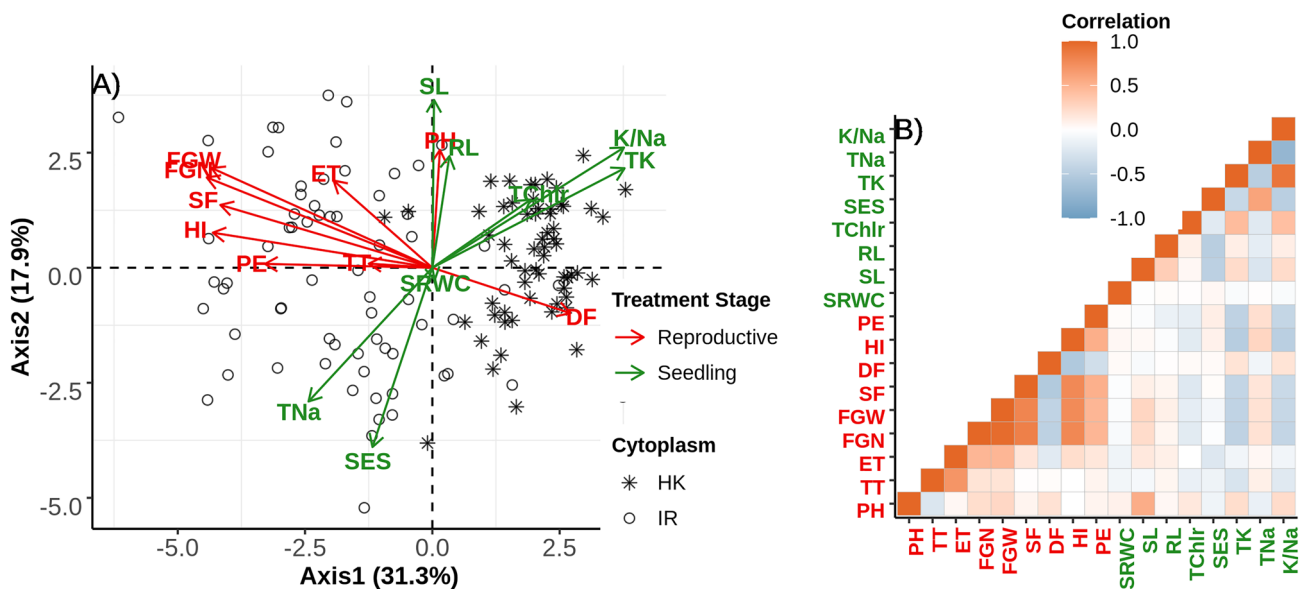 A)
SL
PH
RL
K/Na
TK
FGW
FGN
ET
SF
TChlr
HI
PE
TT
SRWC
DF
TNa
SES
2.5
0.0
-2.5
-5.0
-5.0
-2.5
0.0
2.5
Axis2 (17.9%)
Axis1 (31.3%)
Treatment Stage
Reproductive
Seedling
Cytoplasm
HK
IR
Correlation
1.0
0.5
0.0
-0.5
-1.0
B)
K/Na
TNa
TK
SES
TChlr
RL
SL
SRWC
PE
HI
DF
SF
FGW
FGN
ET
TT
PH
PH
TT
ET
FGN
FGW
SF
DF
HI
PE
SRWC
SL
RL
TChlr
SES
TK
TNa
K/Na